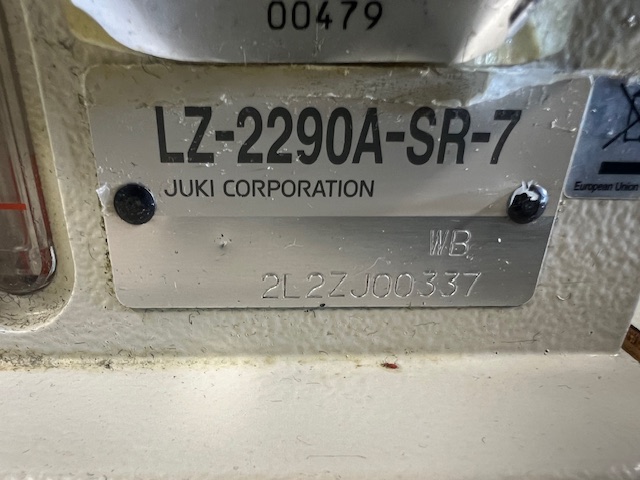 00479
LZ-2290A-SR-7
JUKI CORPORATION
European Union
WB
2L2ZJ00337